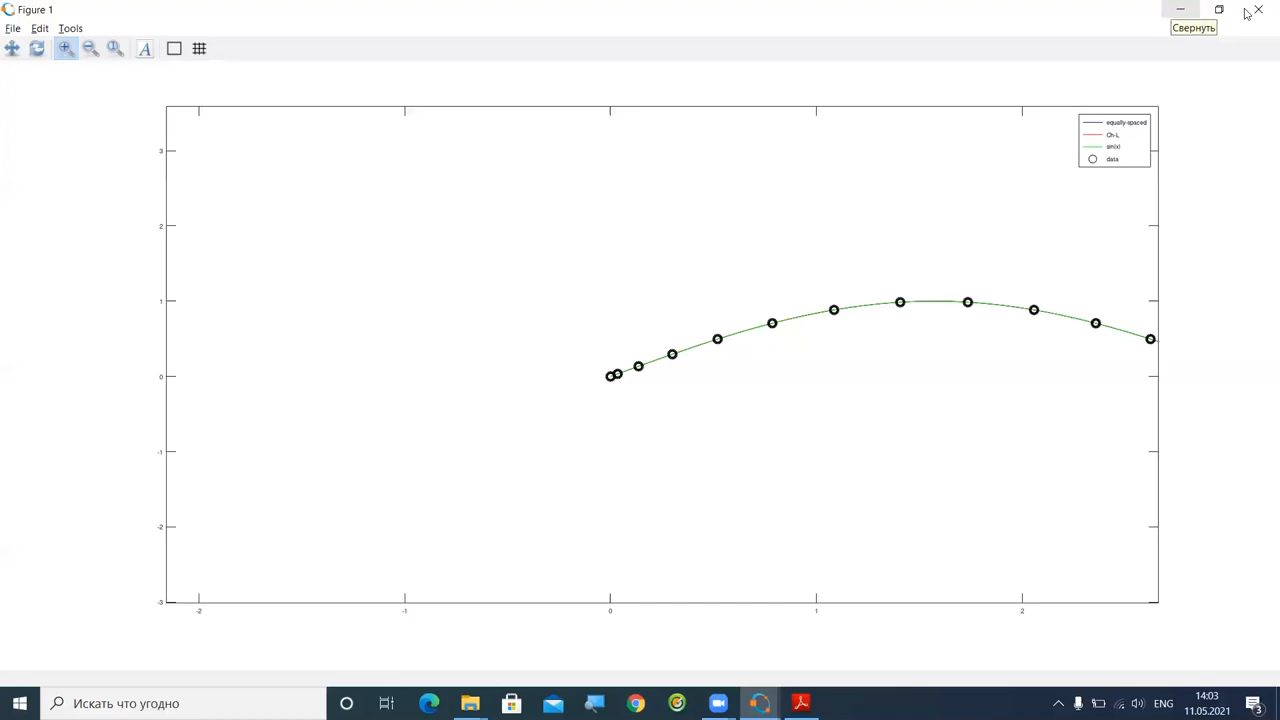 Figure 1
File Edit Tools
Свернуть
A
equally-spaced
Ch-L
sin(x)
data
3
2
1
0
-1
-2
-3
-2 -1 0 1 2
Искать что угодно
ENG
14:03
11.05.2021
3